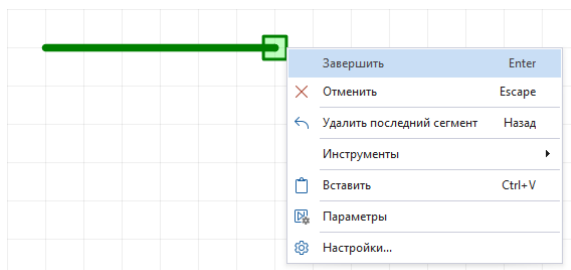 Завершить Enter
Отменить Escape
Удалить последний сегмент Назад
Инструменты
Вставить Ctrl+V
Параметры
Настройки...